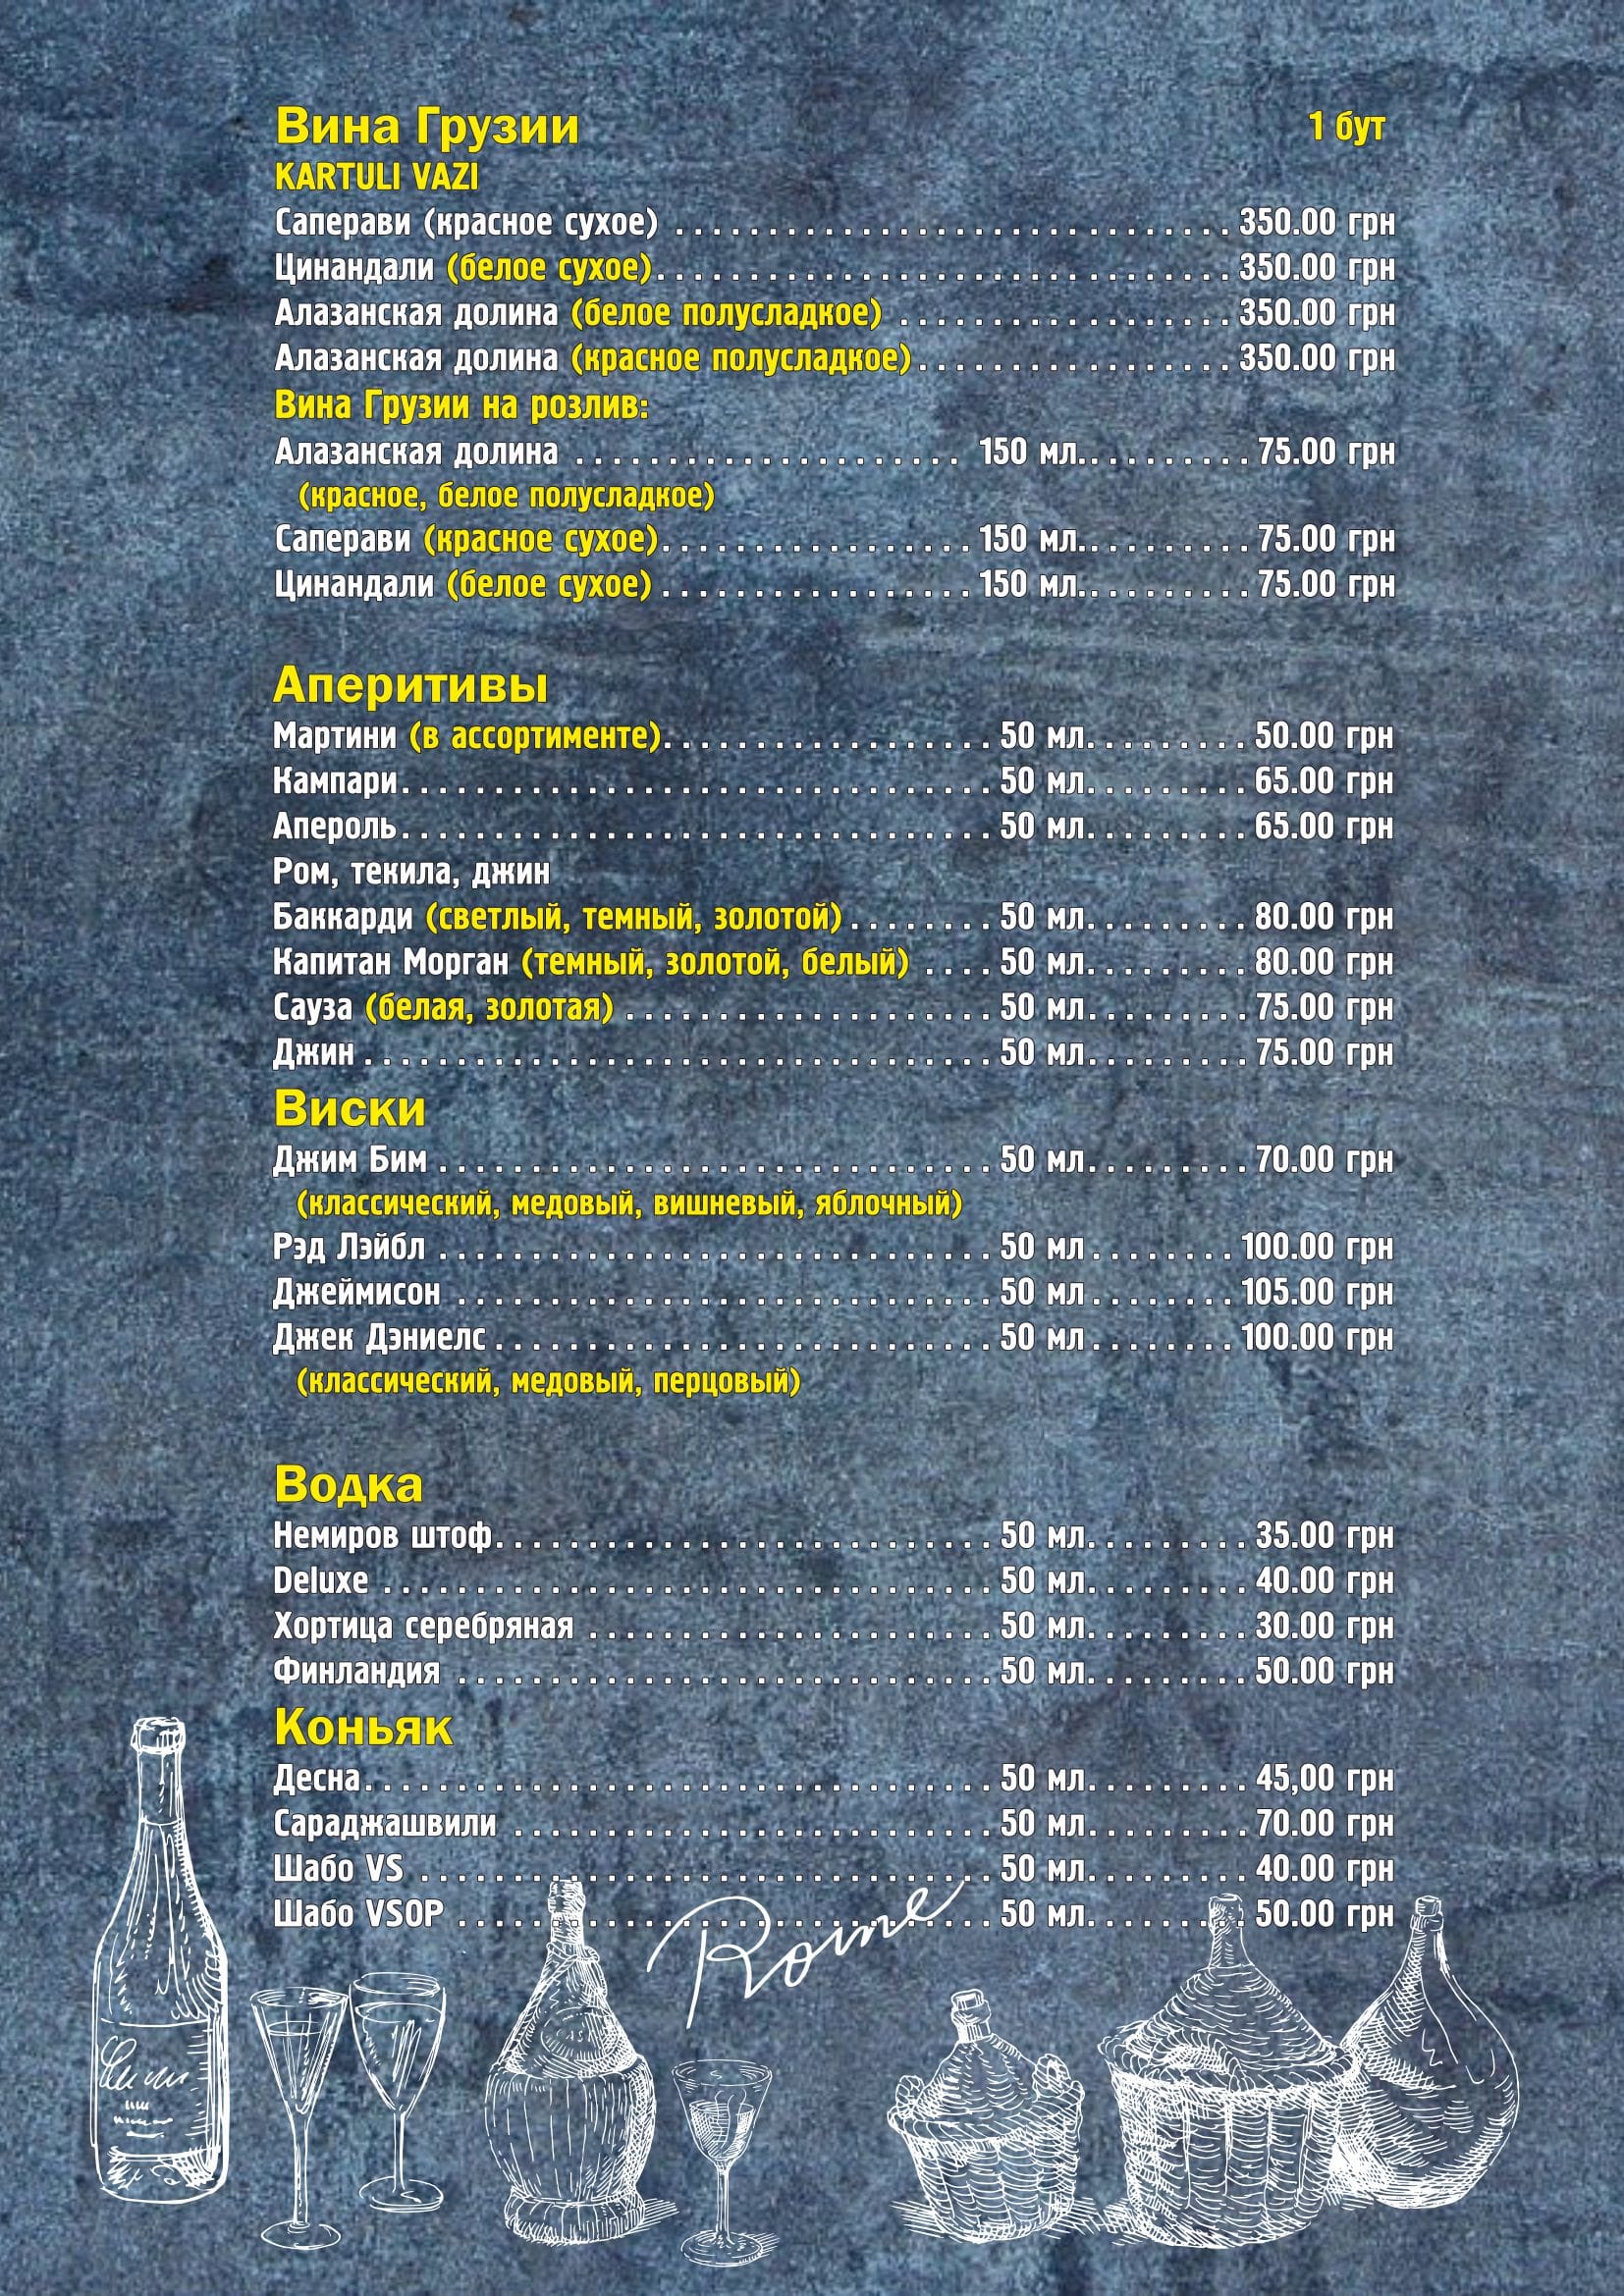 Вина Грузии 1 бут
KARTULI VAZI
Саперави (красное сухое) . . . . . . . . . . . . . . . . . . . . . . . . . . . . . . 350.00 грн
Цинандали (белое сухое). . . . . . . . . . . . . . . . . . . . . . . . . . . . . . . 350.00 грн
Алазанская долина (белое полусладкое) . . . . . . . . . . . . . . . . . . 350.00 грн
Алазанская долина (красное полусладкое) . . . . . . . . . . . . . . . . . 350.00 грн
Вина Грузии на розлив:
Алазанская долина . . . . . . . . . . . . . . . . . . . . . 150 мл. . . . . . . . . . 75.00 грн
(красное, белое полусладкое)
Саперави (красное сухое). . . . . . . . . . . . . . . . . 150 мл. . . . . . . . . . 75.00 грн
Цинандали (белое сухое) . . . . . . . . . . . . . . . . . 150 мл. . . . . . . . . . 75.00 грн
Аперитивы
Мартини (в ассортименте). . . . . . . . . . . . . . . . . . 50 мл. . . . . . . . . 50.00 грн
Кампари. . . . . . . . . . . . . . . . . . . . . . . . . . . . . . . . 50 мл. . . . . . . . . 65.00 грн
Апероль. . . . . . . . . . . . . . . . . . . . . . . . . . . . . . . . 50 мл. . . . . . . . . 65.00 грн
Ром, текила, джин
Баккарди (светлый, темный, золотой) . . . . . . . . 50 мл. . . . . . . . . 80.00 грн
Капитан Морган (темный, золотой, белый) . . . . 50 мл. . . . . . . . . 80.00 грн
Сауза (белая, золотая) . . . . . . . . . . . . . . . . . . . . 50 мл. . . . . . . . . 75.00 грн
Джин . . . . . . . . . . . . . . . . . . . . . . . . . . . . . . . . . . 50 мл. . . . . . . . . 75.00 грн
Виски
Джим Бим . . . . . . . . . . . . . . . . . . . . . . . . . . . . . . 50 мл. . . . . . . . . 70.00 грн
(классический, медовый, вишневый, яблочный)
Рэд Лэйбл . . . . . . . . . . . . . . . . . . . . . . . . . . . . . . 50 мл . . . . . . . . 100.00 грн
Джеймисон . . . . . . . . . . . . . . . . . . . . . . . . . . . . . 50 мл . . . . . . . . 105.00 грн
Джек Дэниелс . . . . . . . . . . . . . . . . . . . . . . . . . . . 50 мл . . . . . . . . 100.00 грн
(классический, медовый, перцовый)
Водка
Немиров штоф. . . . . . . . . . . . . . . . . . . . . . . . . . . 50 мл. . . . . . . . . 35.00 грн
Deluxe . . . . . . . . . . . . . . . . . . . . . . . . . . . . . . . . . 50 мл. . . . . . . . . 40.00 грн
Хортица серебряная . . . . . . . . . . . . . . . . . . . . . . 50 мл. . . . . . . . . 30.00 грн
Финландия . . . . . . . . . . . . . . . . . . . . . . . . . . . . . 50 мл. . . . . . . . . 50.00 грн
Коньяк
Десна. . . . . . . . . . . . . . . . . . . . . . . . . . . . . . . . . . 50 мл. . . . . . . . . 45,00 грн
Сараджашвили . . . . . . . . . . . . . . . . . . . . . . . . . . 50 мл. . . . . . . . . 70.00 грн
Шабо VS . . . . . . . . . . . . . . . . . . . . . . . . . . . . . . . 50 мл. . . . . . . . . 40.00 грн
Шабо VSOP . . . . . . . . . . . . . . . . . . . . . . . . . . . . . 50 мл. . . . . . . . . 50.00 грн
Rome